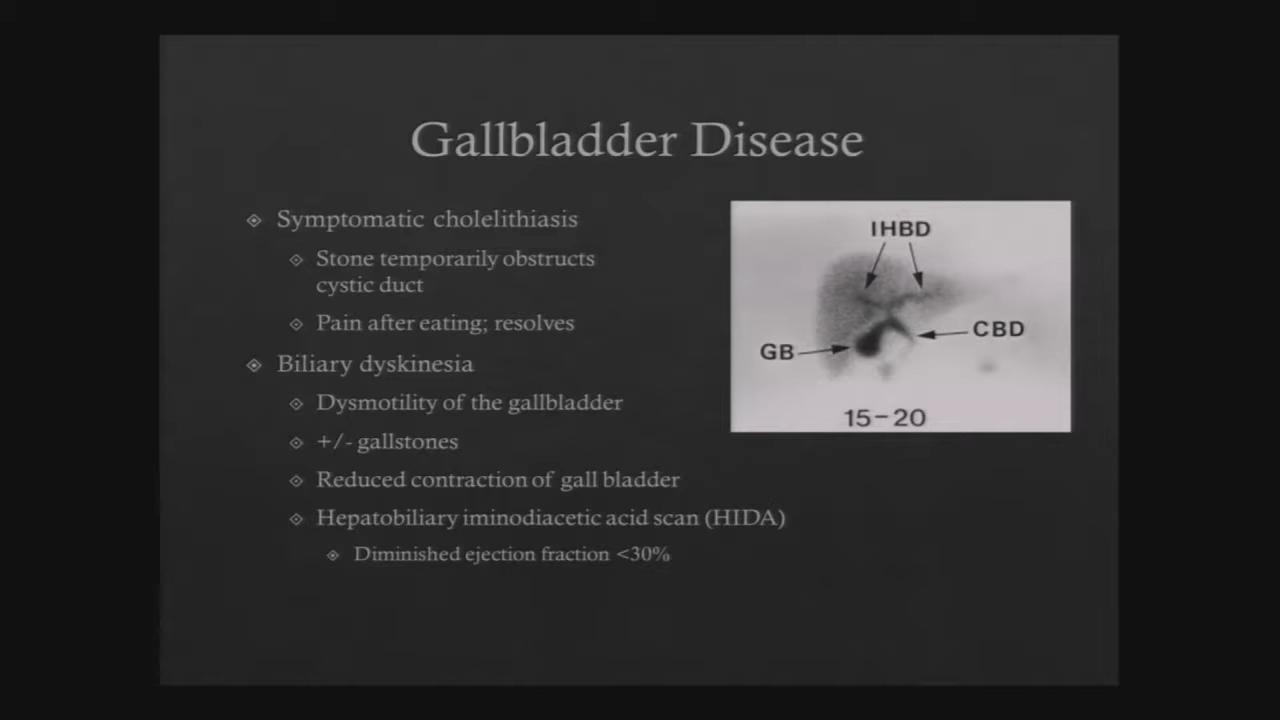 Gallbladder Disease
Symptomatic cholelithiasis
Stone temporarily obstructs
cystic duct
Pain after eating; resolves
Biliary dyskinesia
Dysmotility of the gallbladder
+/- gallstones
Reduced contraction of gall bladder
Hepatobiliary iminodiacetic acid scan (HIDA)
Diminished ejection fraction <30%
IHBD
CBD
GB
15-20